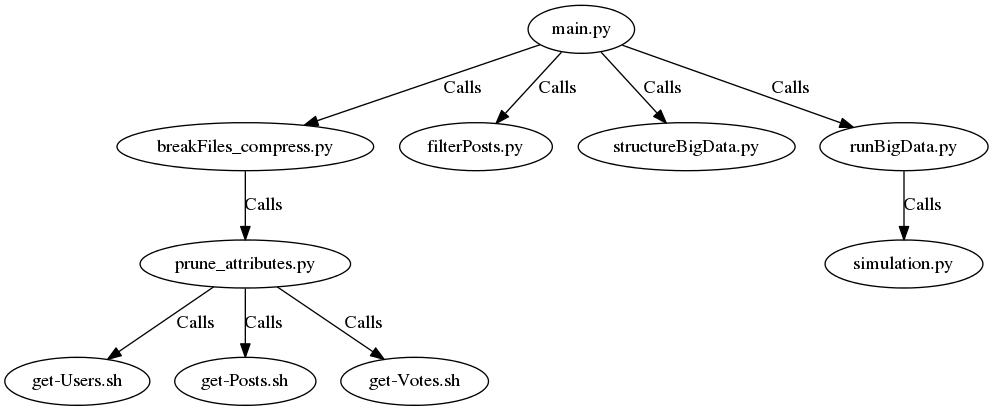 main.py
Calls
Calls
Calls
Calls
breakFiles_compress.py
filterPosts.py
structureBigData.py
runBigData.py
Calls
Calls
prune_attributes.py
simulation.py
Calls
Calls
Calls
get-Users.sh
get-Posts.sh
get-Votes.sh